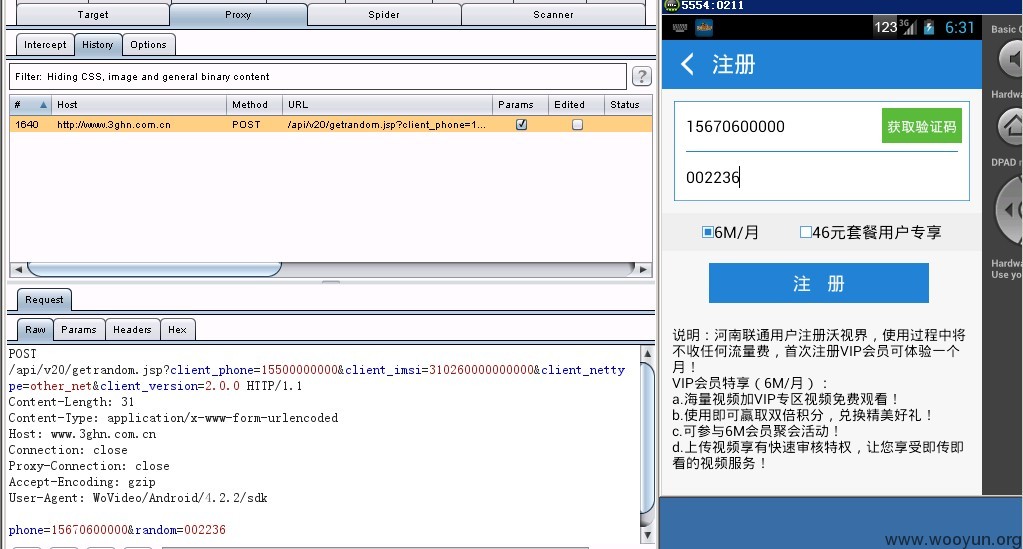 Target Proxy Spider Scanner
Intercept History Options
Filter: Hiding CSS, image and general binary content ?
# Host Method URL Params Edited Status
1640 http://www.3ghn.com.cn POST /api/v20/getrandom.jsp?client_phone=1...
Request
Raw Params Headers Hex
POST
/api/v20/getrandom.jsp?client_phone=15500000000&client_imsi=310260000000000&client_netty
pe=other_net&client_version=2.0.0 HTTP/1.1
Content-Length: 31
Content-Type: application/x-www-form-urlencoded
Host: www.3ghn.com.cn
Connection: close
Proxy-Connection: close
Accept-Encoding: gzip
User-Agent: WoVideo/Android/4.2.2/sdk
phone=15670600000&random=002236
5554:0211
123 3G 6:31
注册
15670600000 获取验证码
002236
6M/月 46元套餐用户专享
注 册
说明：河南联通用户注册沃视界，使用过程中将
不收任何流量费，首次注册VIP会员可体验一个
月！
VIP会员特享（6M/月）：
a.海量视频加VIP专区视频免费观看！
b.使用即可赢取双倍积分，兑换精美好礼！
c.可参与6M会员聚会活动！
d.上传视频享有快速审核特权，让您享受即传即
看的视频服务！
Basic C
Hardwa
DPAD n
Hardwa
Use yo
www.wooyun.org